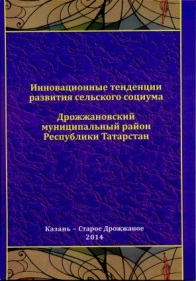 Инновационные тенденции
развития сельского социума
Дрожжановский
муниципальный район
Республики Татарстан
Казань – Старое Дрожжаное
2014